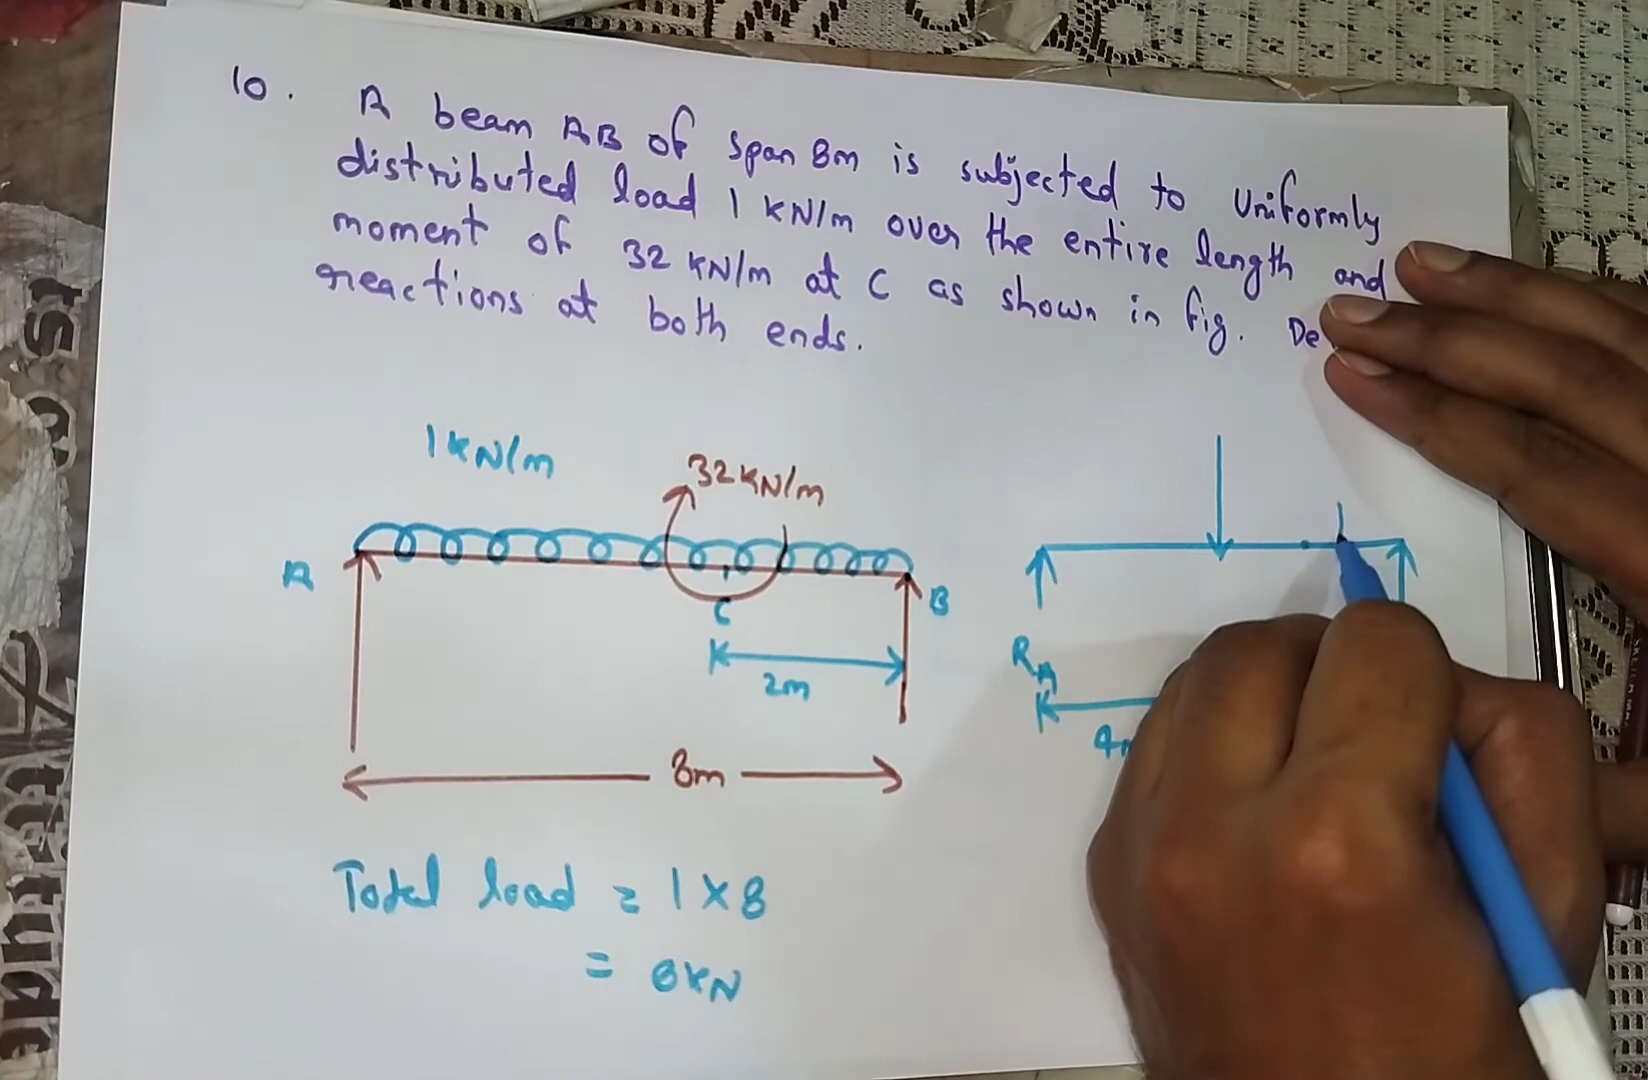 10. A beam AB of span 8m is subjected to Uniformly
distributed load 1 KN/m over the entire length and
moment of 32 KN/m at C as shown in fig. De
reactions at both ends.
1KN/m
32KN/m
A
B
C
2m
8m
RA
4m
Total load = 1 × 8
= 8KN